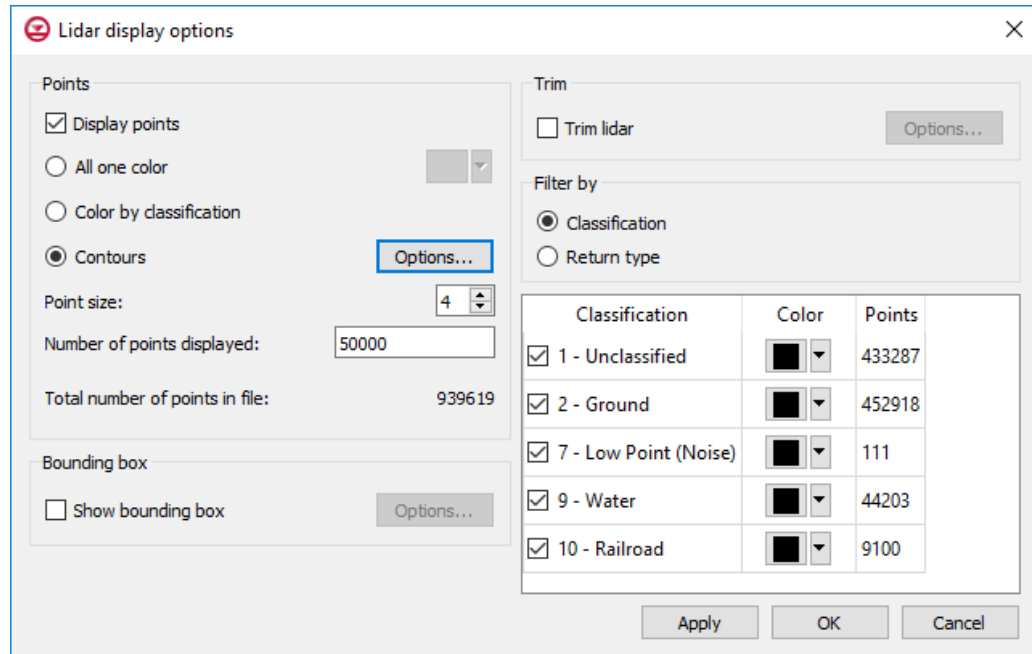 Lidar display options
Points
Display points
All one color
Color by classification
Contours
Options...
Point size:
4
Number of points displayed:
50000
Total number of points in file:
939619
Bounding box
Show bounding box
Options...
Trim
Trim lidar
Options...
Filter by
Classification
Return type
Classification Color Points
1 - Unclassified 433287
2 - Ground 452918
7 - Low Point (Noise) 111
9 - Water 44203
10 - Railroad 9100
Apply
OK
Cancel